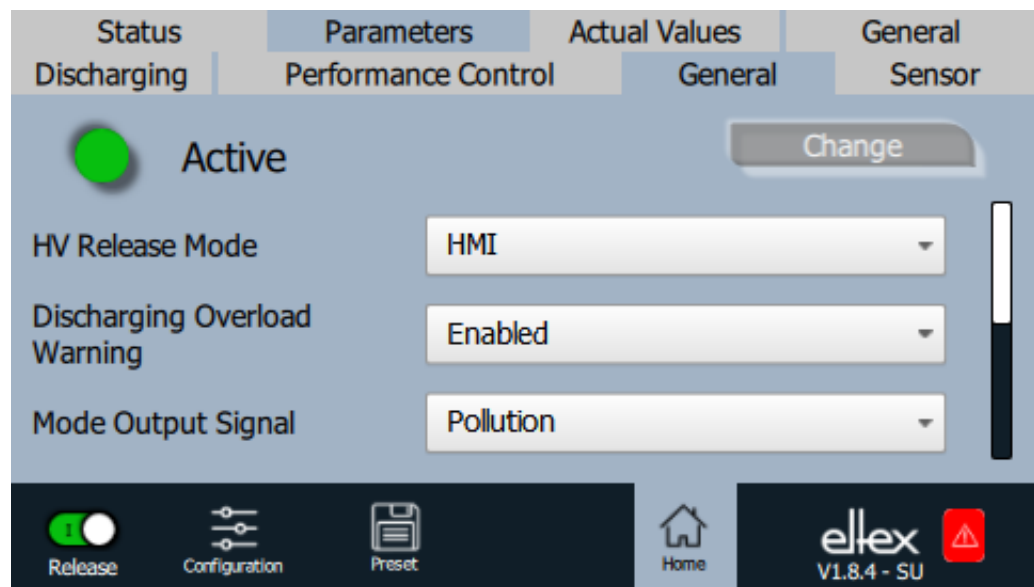 Status Parameters Actual Values General
Discharging Performance Control General Sensor
Active Change
HV Release Mode HMI
Discharging Overload
Warning
Enabled
Mode Output Signal Pollution
I
Release Configuration Preset Home
eltex
V1.8.4 - SU